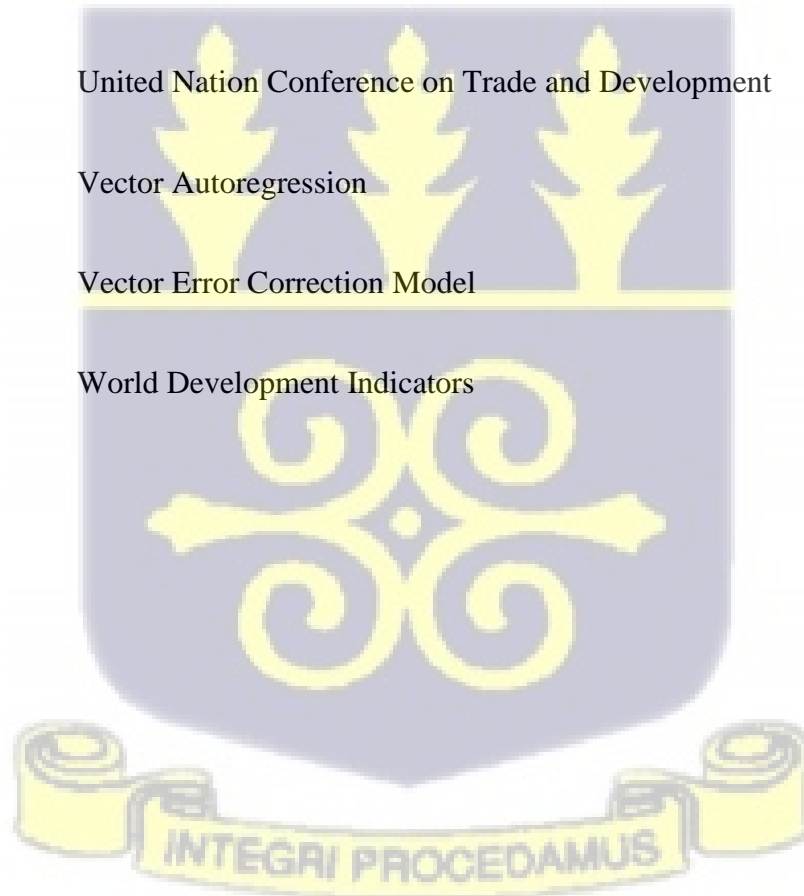 United Nation Conference on Trade and Development
Vector Autoregression
Vector Error Correction Model
World Development Indicators
INTEGRI PROCEDAMUS